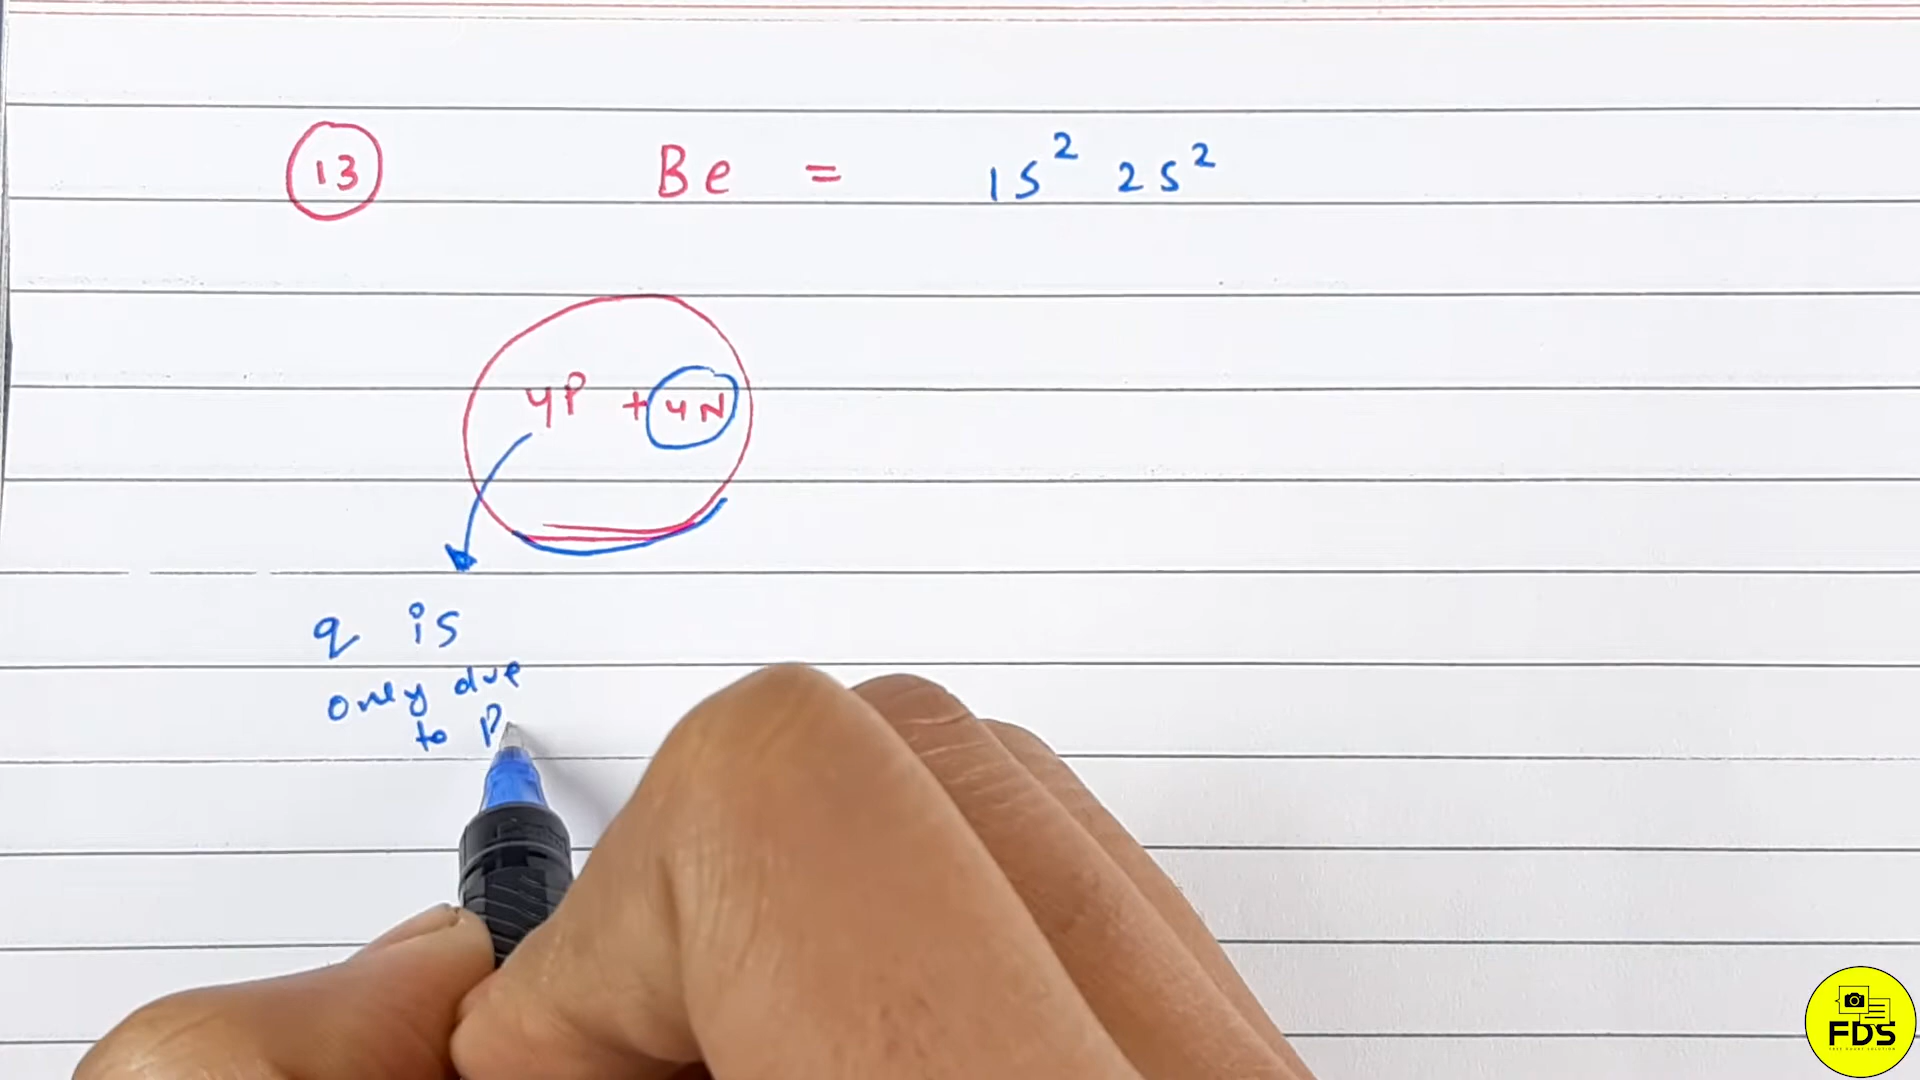 13 Be = 1s² 2s²
4P + 4N
q is
only due
to P
FDS